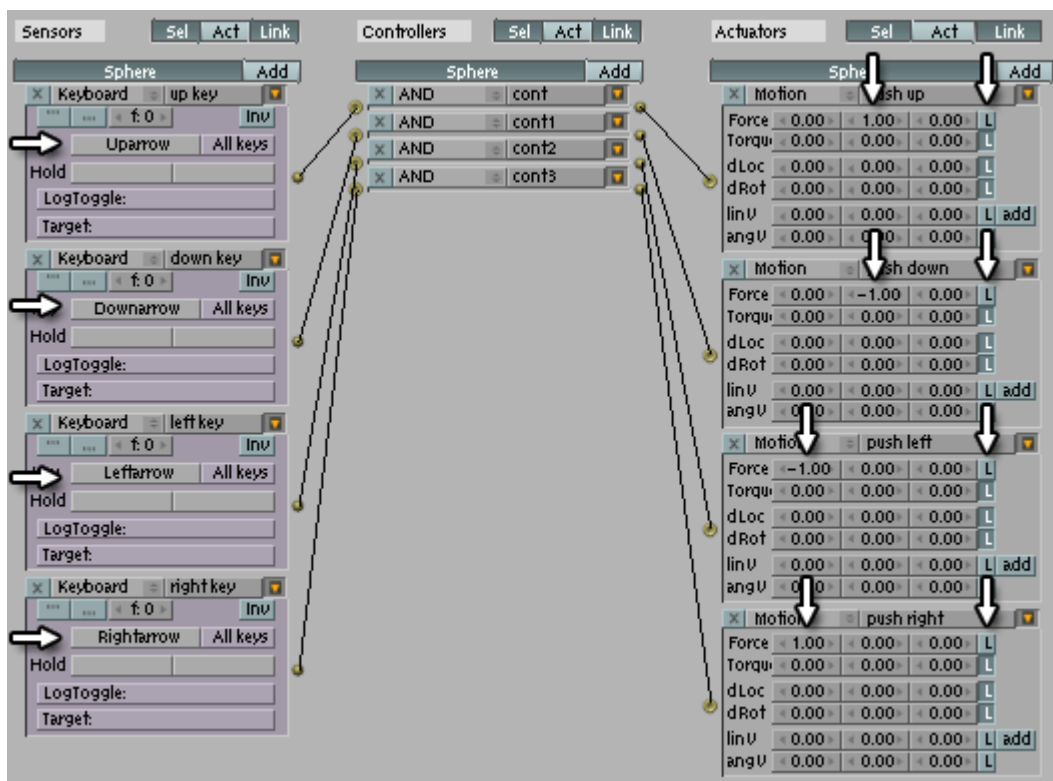 Sensors Sel Act Link
Sphere Add
X Keyboard up key
f: 0 Inv
Uparrow All keys
Hold
LogToggle:
Target:
X Keyboard down key
f: 0 Inv
Downarrow All keys
Hold
LogToggle:
Target:
X Keyboard left key
f: 0 Inv
Leftarrow All keys
Hold
LogToggle:
Target:
X Keyboard right key
f: 0 Inv
Rightarrow All keys
Hold
LogToggle:
Target:
Controllers Sel Act Link
Sphere Add
X AND cont
X AND cont1
X AND cont2
X AND cont3
Actuators Sel Act Link
Add
X Motion up
Force 0.00 1.00 0.00 L
Torqu 0.00 0.00 0.00 L
dLoc 0.00 0.00 0.00 L
dRot 0.00 0.00 0.00 L
linV 0.00 0.00 0.00 L add
angV 0.00 0.00 0.00 L
X Motion down
Force 0.00 -1.00 0.00 L
Torqu 0.00 0.00 0.00 L
dLoc 0.00 0.00 0.00 L
dRot 0.00 0.00 0.00 L
linV 0.00 0.00 0.00 L add
angV 0.00 0.00 0.00 L
X push left
Force -1.00 0.00 0.00 L
Torqu 0.00 0.00 0.00 L
dLoc 0.00 0.00 0.00 L
dRot 0.00 0.00 0.00 L
linV 0.00 0.00 0.00 L add
angV 0.00 0.00 0.00 L
X push right
Force 1.00 0.00 0.00 L
Torqu 0.00 0.00 0.00 L
dLoc 0.00 0.00 0.00 L
dRot 0.00 0.00 0.00 L
linV 0.00 0.00 0.00 L add
angV 0.00 0.00 0.00 L